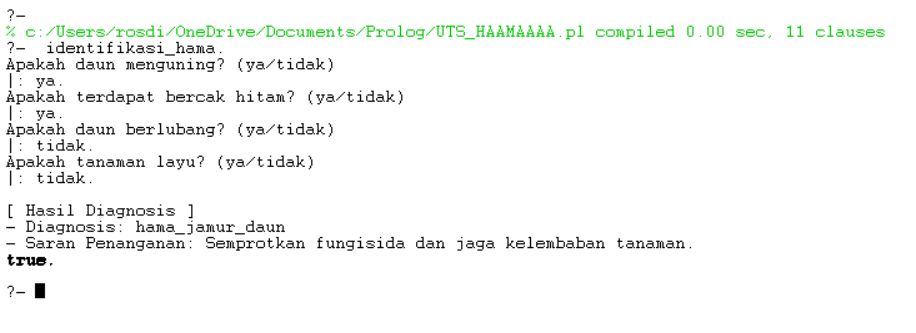 ?-
% c:/Users/rosdi/OneDrive/Documents/Prolog/UTS_HAAMAAAA.pl compiled 0.00 sec, 11 clauses
?-  identifikasi_hama.
Apakah daun menguning? (ya/tidak)
|: ya.
Apakah terdapat bercak hitam? (ya/tidak)
|: ya.
Apakah daun berlubang? (ya/tidak)
|: tidak.
Apakah tanaman layu? (ya/tidak)
|: tidak.
[ Hasil Diagnosis ]
- Diagnosis: hama_jamur_daun
- Saran Penanganan: Semprotkan fungisida dan jaga kelembaban tanaman.
true.
?-